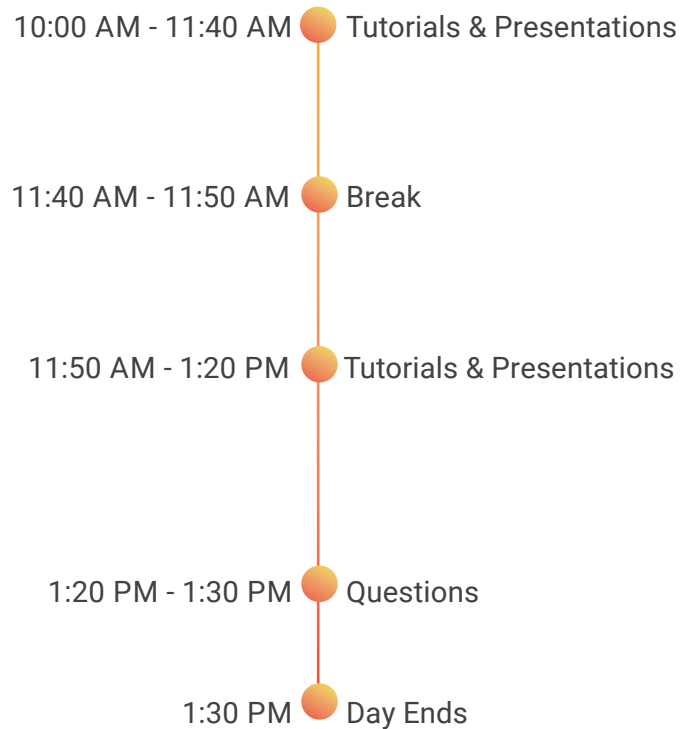 10:00 AM - 11:40 AM Tutorials & Presentations
11:40 AM - 11:50 AM Break
11:50 AM - 1:20 PM Tutorials & Presentations
1:20 PM - 1:30 PM Questions
1:30 PM Day Ends